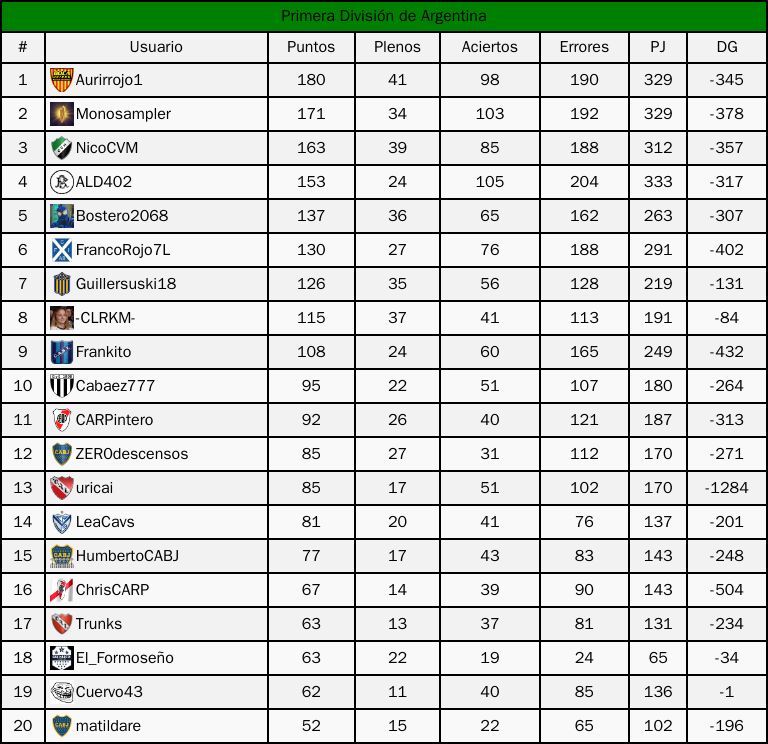 Primera División de Argentina
# Usuario Puntos Plenos Aciertos Errores PJ DG
1 Aurirrojo1 180 41 98 190 329 -345
2 Monosampler 171 34 103 192 329 -378
3 NicoCVM 163 39 85 188 312 -357
4 ALD402 153 24 105 204 333 -317
5 Bostero2068 137 36 65 162 263 -307
6 FrancoRojo7L 130 27 76 188 291 -402
7 Guillersuski18 126 35 56 128 219 -131
8 -CLRKM- 115 37 41 113 191 -84
9 Frankito 108 24 60 165 249 -432
10 Cabaez777 95 22 51 107 180 -264
11 CARPintero 92 26 40 121 187 -313
12 ZEROdescensos 85 27 31 112 170 -271
13 uricai 85 17 51 102 170 -1284
14 LeaCavs 81 20 41 76 137 -201
15 HumbertoCABJ 77 17 43 83 143 -248
16 ChrisCARP 67 14 39 90 143 -504
17 Trunks 63 13 37 81 131 -234
18 El_Formoseño 63 22 19 24 65 -34
19 Cuervo43 62 11 40 85 136 -1
20 matildare 52 15 22 65 102 -196